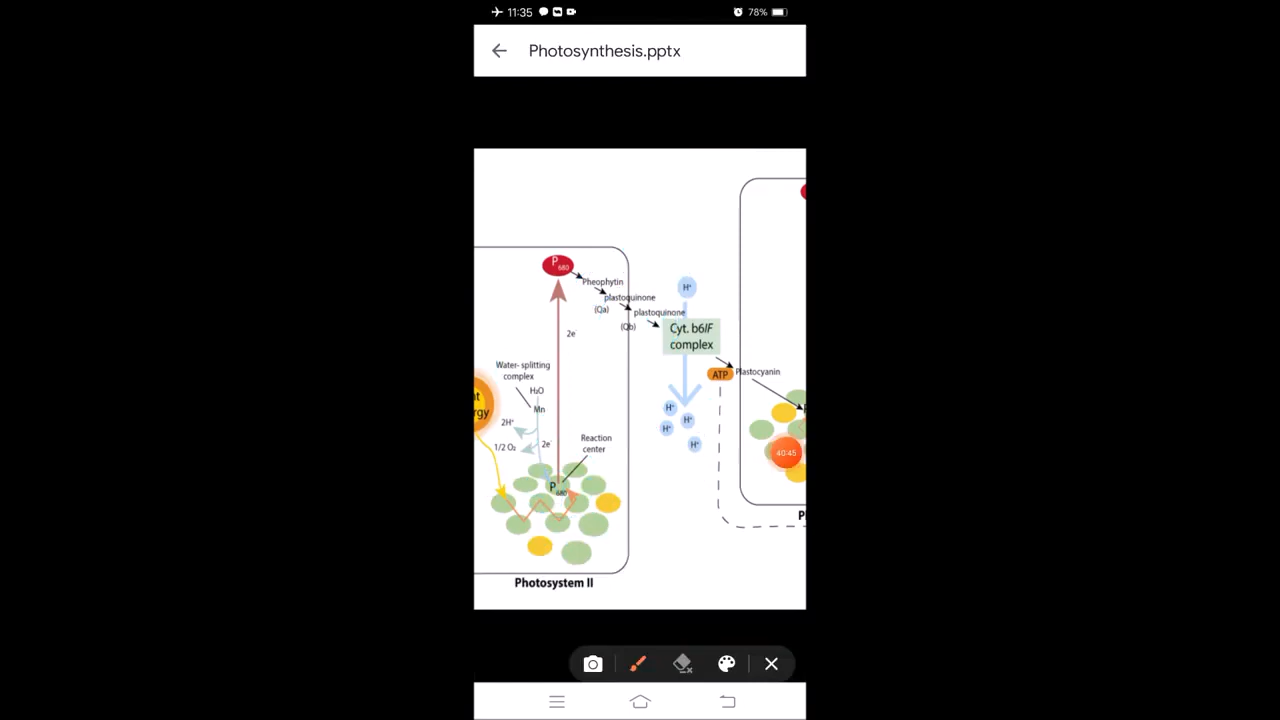 11:35
78%
Photosynthesis.pptx
P680
Pheophytin
plastoquinone
(Qa)
plastoquinone
(Qb)
H⁺
Cyt. b6/F
complex
2e⁻
Water- splitting
complex
H₂O
Mn
2H⁺
1/2 O₂
2e⁻
ATP
Plastocyanin
H⁺
H⁺
H⁺
H⁺
Reaction
center
P680
40:45
Photosystem II